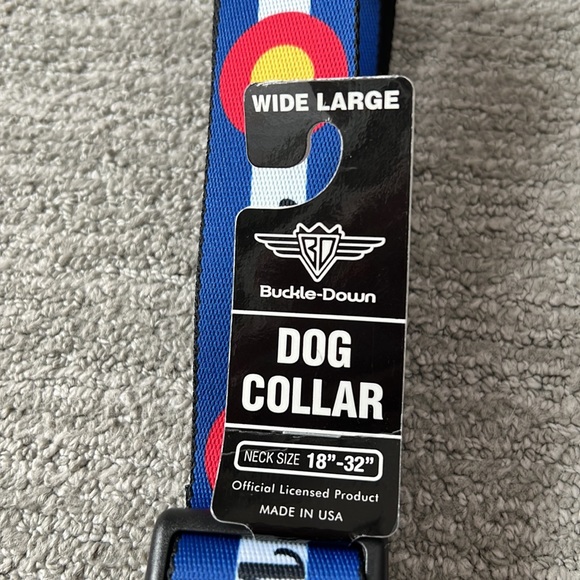 WIDE LARGE
Buckle-Down
DOG
COLLAR
NECK SIZE 18”-32”
Official Licensed Product
MADE IN USA